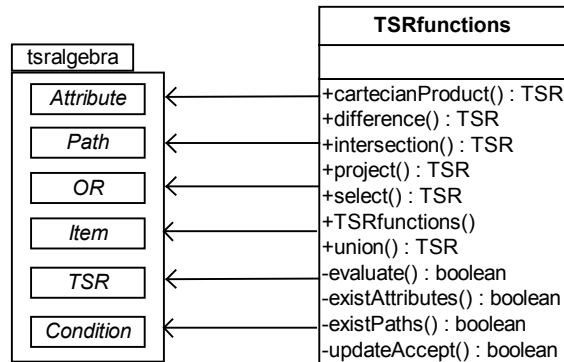 TSRfunctions
tsralgebra
Attribute
Path
OR
Item
TSR
Condition
+cartecianProduct() : TSR
+difference() : TSR
+intersection() : TSR
+project() : TSR
+select() : TSR
+TSRfunctions()
+union() : TSR
-evaluate() : boolean
-existAttributes() : boolean
-existPaths() : boolean
-updateAccept() : boolean